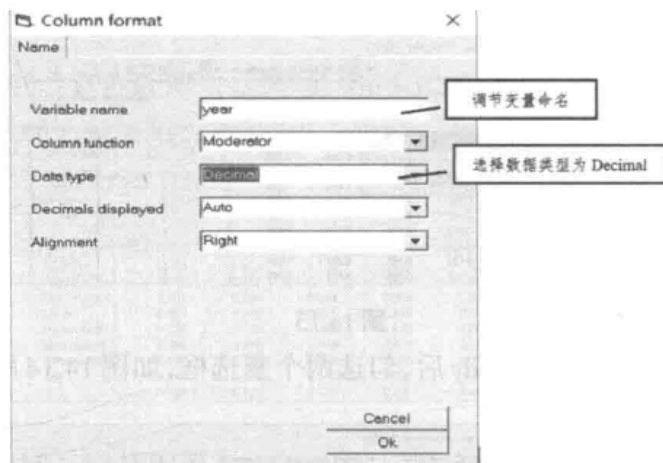 Column format
Name
Variable name year
调节变量命名
Column function Moderator
Data type Decimal
选择数据类型为 Decimal
Decimals displayed Auto
Alignment Right
Cancel
Ok